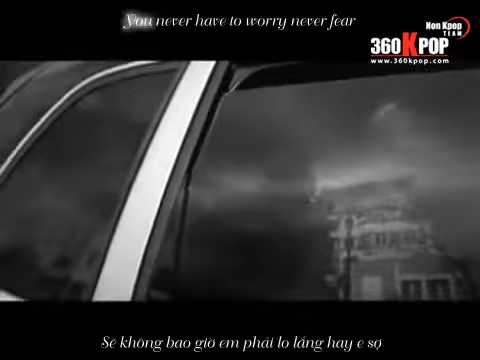 You never have to worry never fear
Non Kpop
TEAM
360KPOP
www.360kpop.com
Sẽ không bao giờ em phải lo lắng hay e sợ